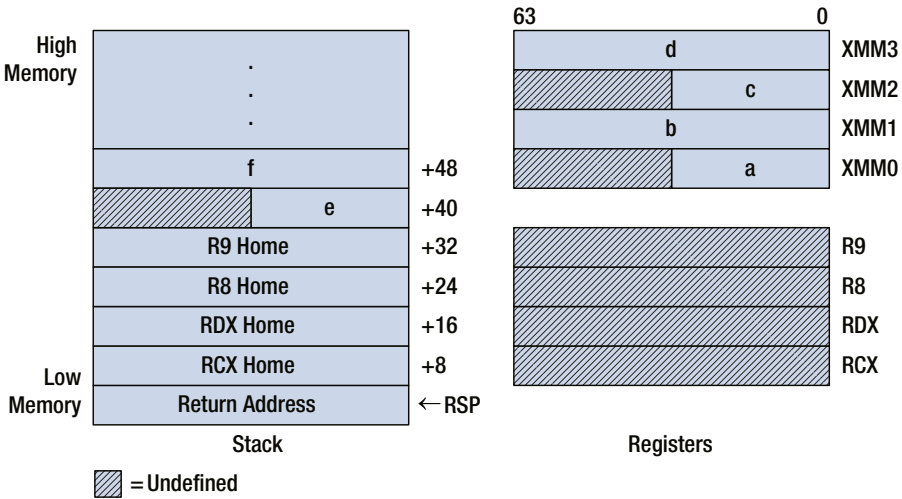 63 0
High
Memory
.
.
.
d XMM3
c XMM2
b XMM1
f +48
a XMM0
e +40
R9 Home +32
R9
R8 Home +24
R8
RDX Home +16
RDX
RCX Home +8
RCX
Low
Memory
Return Address ←RSP
Stack
Registers
= Undefined